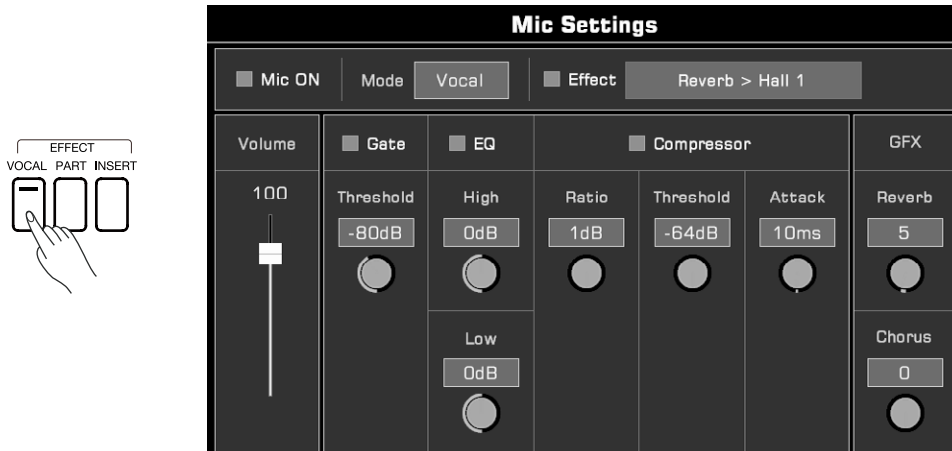 EFFECT
VOCAL PART INSERT
Mic Settings
Mic ON Mode Vocal Effect Reverb > Hall 1
Volume Gate EQ Compressor GFX
100 Threshold High Ratio Threshold Attack Reverb
-80dB 0dB 1dB -64dB 10ms 5
Low Chorus
0dB 0